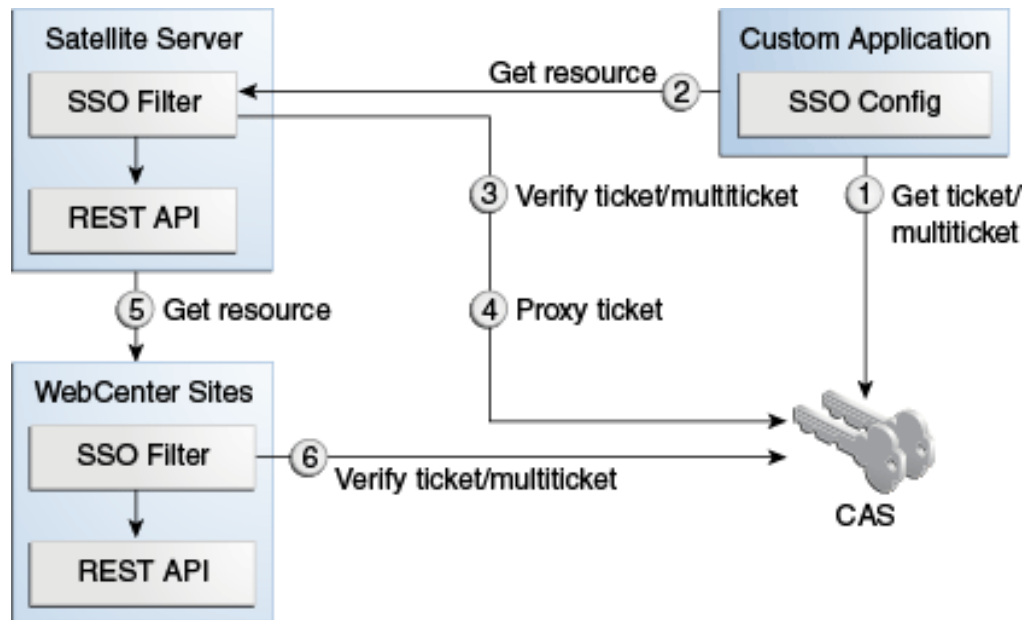 Satellite Server
SSO Filter
REST API
Custom Application
SSO Config
Get resource
2
3 Verify ticket/multiticket
1 Get ticket/
multiticket
4 Proxy ticket
5 Get resource
WebCenter Sites
SSO Filter
REST API
6
Verify ticket/multiticket
CAS